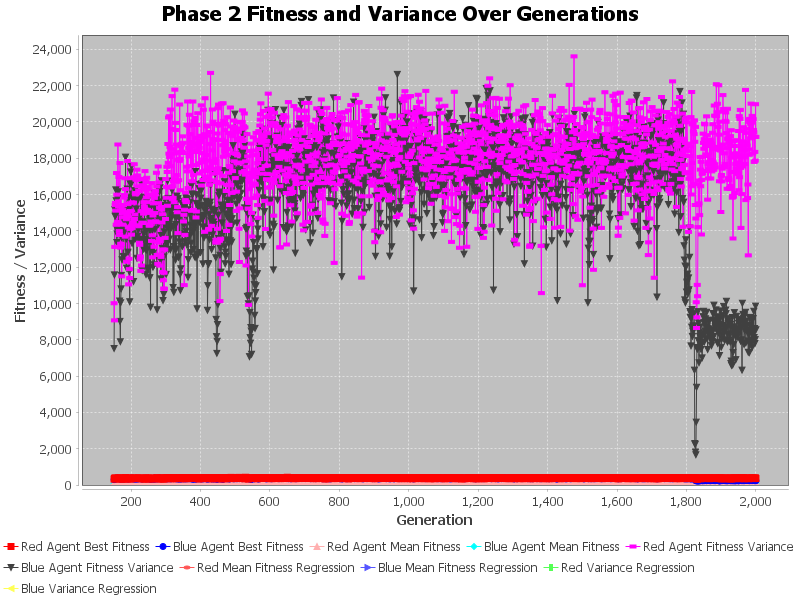 Phase 2 Fitness and Variance Over Generations
24,000
22,000
20,000
18,000
16,000
14,000
12,000
10,000
8,000
6,000
4,000
2,000
0
Fitness / Variance
200 400 600 800 1,000 1,200 1,400 1,600 1,800 2,000
Generation
Red Agent Best Fitness Blue Agent Best Fitness Red Agent Mean Fitness Blue Agent Mean Fitness Red Agent Fitness Variance
Blue Agent Fitness Variance Red Mean Fitness Regression Blue Mean Fitness Regression Red Variance Regression
Blue Variance Regression